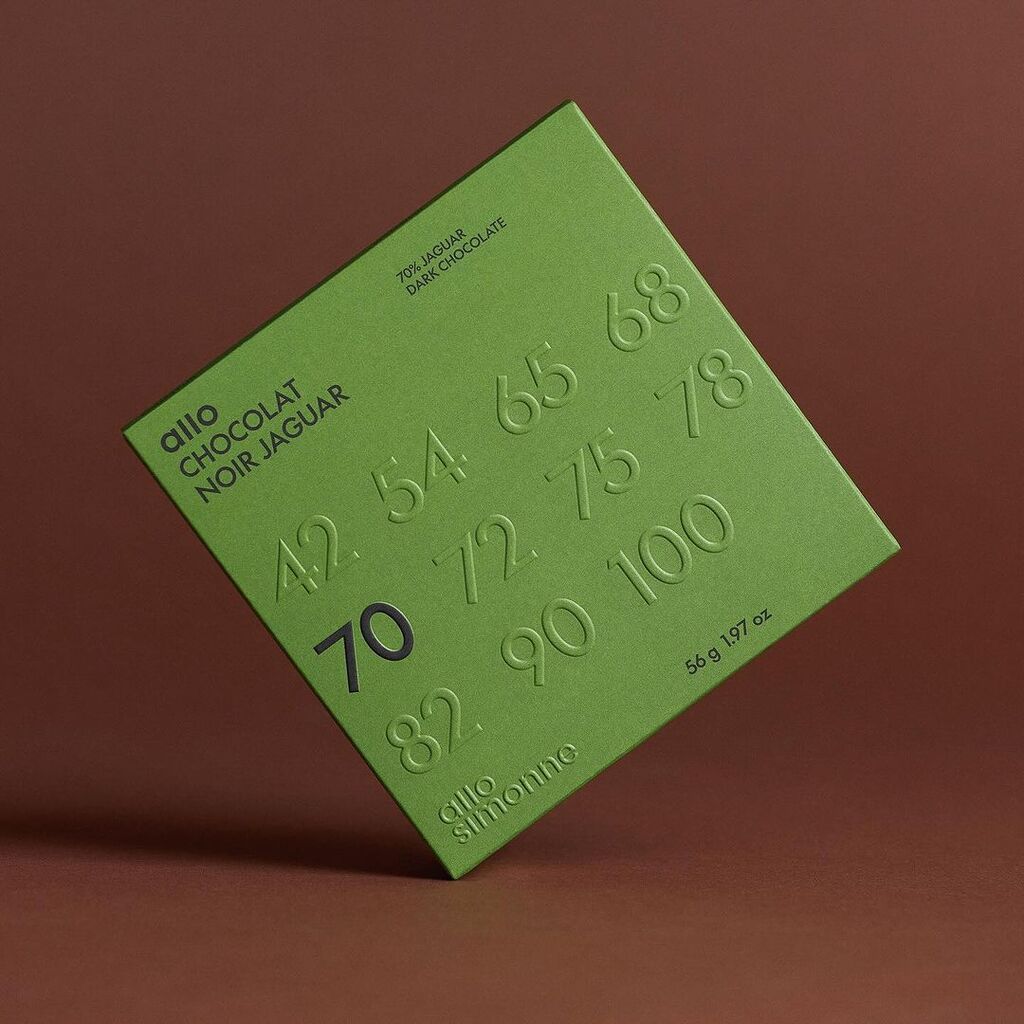 allo
CHOCOLAT
NOIR JAGUAR
70% JAGUAR
DARK CHOCOLATE
42 54 65 68
70 72 75 78
82 90 100
allo
simonne
56 g 1.97 oz